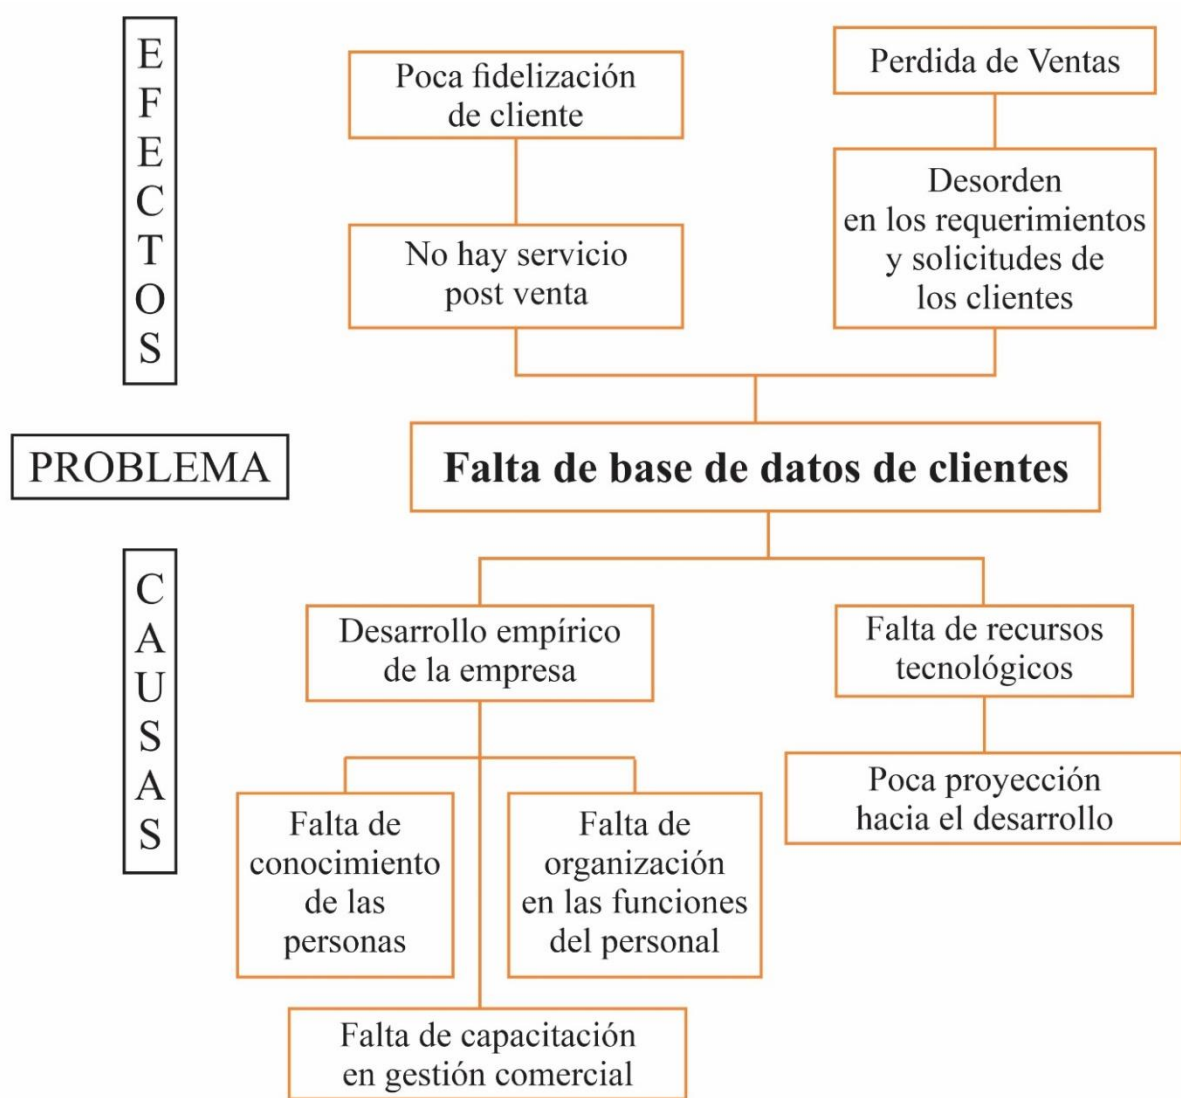 EFECTOS
Poca fidelización
de cliente
Perdida de Ventas
No hay servicio
post venta
Desorden
en los requerimientos
y solicitudes de
los clientes
PROBLEMA
Falta de base de datos de clientes
CAUSAS
Desarrollo empírico
de la empresa
Falta de recursos
tecnológicos
Falta de
conocimiento
de las
personas
Falta de
organización
en las funciones
del personal
Poca proyección
hacia el desarrollo
Falta de capacitación
en gestión comercial